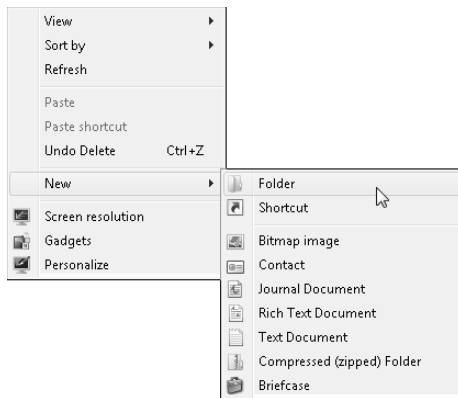 View
Sort by
Refresh
Paste
Paste shortcut
Undo Delete Ctrl+Z
New
Screen resolution
Gadgets
Personalize
Folder
Shortcut
Bitmap image
Contact
Journal Document
Rich Text Document
Text Document
Compressed (zipped) Folder
Briefcase